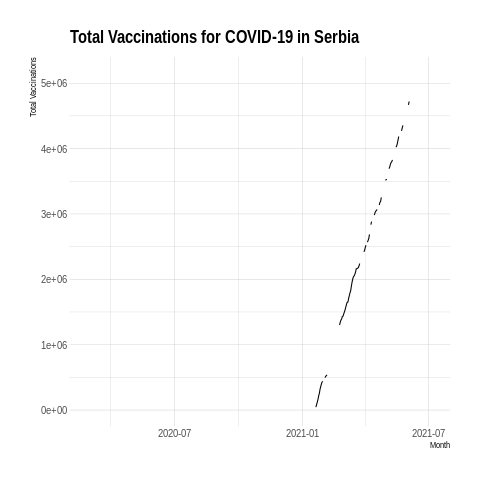 Total Vaccinations for COVID-19 in Serbia
Total Vaccinations
5e+06
4e+06
3e+06
2e+06
1e+06
0e+00
2020-07
2021-01
2021-07
Month